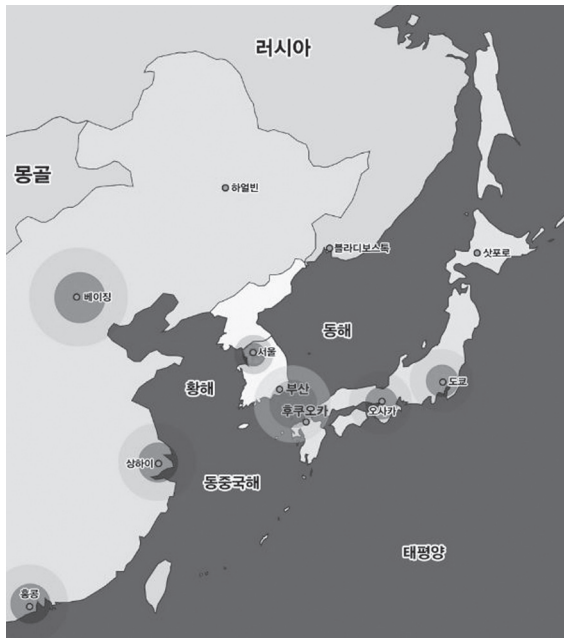 러시아
몽골
하얼빈
블라디보스톡
삿포로
베이징
동해
서울
도쿄
황해
부산
오사카
후쿠오카
상하이
동중국해
태평양
홍콩